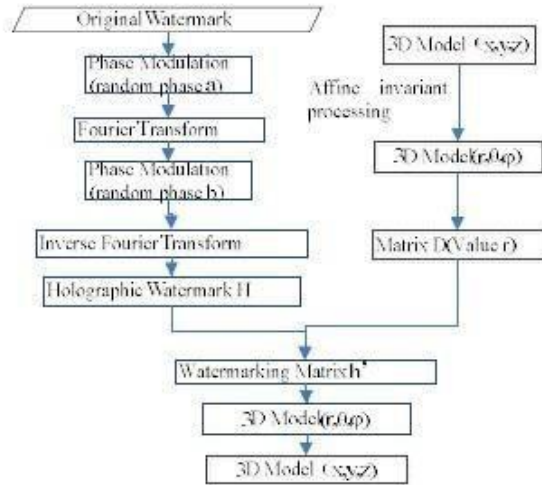 Original Watermark
Phase Modulation
(random phase a)
Fourier Transform
Phase Modulation
(random phase b)
Inverse Fourier Transform
Holographic Watermark H
3D Model (x,y,z)
Affine invariant
processing
3D Model(r,θ,φ)
Matrix D(Value r)
Watermarking Matrix h'
3D Model(r,θ,φ)
3D Model (x,y,z)